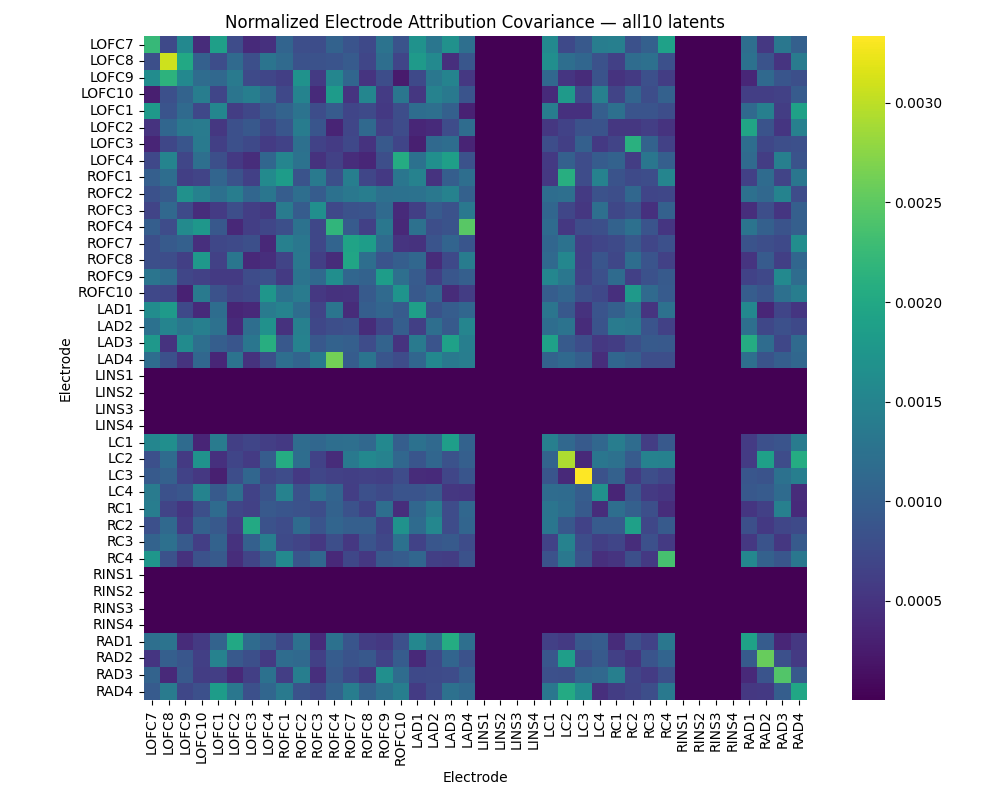 Normalized Electrode Attribution Covariance — all10 latents
LOFC7
LOFC8
LOFC9
LOFC10
LOFC1
LOFC2
LOFC3
LOFC4
ROFC1
ROFC2
ROFC3
ROFC4
ROFC7
ROFC8
ROFC9
ROFC10
LAD1
LAD2
LAD3
LAD4
LINS1
LINS2
LINS3
LINS4
LC1
LC2
LC3
LC4
RC1
RC2
RC3
RC4
RINS1
RINS2
RINS3
RINS4
RAD1
RAD2
RAD3
RAD4
Electrode
LOFC7
LOFC8
LOFC9
LOFC10
LOFC1
LOFC2
LOFC3
LOFC4
ROFC1
ROFC2
ROFC3
ROFC4
ROFC7
ROFC8
ROFC9
ROFC10
LAD1
LAD2
LAD3
LAD4
LINS1
LINS2
LINS3
LINS4
LC1
LC2
LC3
LC4
RC1
RC2
RC3
RC4
RINS1
RINS2
RINS3
RINS4
RAD1
RAD2
RAD3
RAD4
Electrode
0.0030
0.0025
0.0020
0.0015
0.0010
0.0005